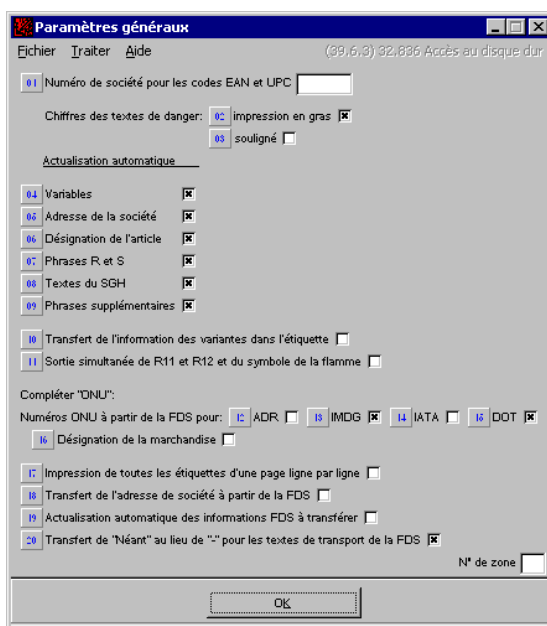 Paramètres généraux
Fichier Traiter Aide (39.6.3) 32.836 Accès au disque dur
01 Numéro de société pour les codes EAN et UPC
Chiffres des textes de danger: 02 impression en gras
03 souligné
Actualisation automatique
04 Variables
05 Adresse de la société
06 Désignation de l'article
07 Phrases R et S
08 Textes du SGH
09 Phrases supplémentaires
10 Transfert de l'information des variantes dans l'étiquette
11 Sortie simultanée de R11 et R12 et du symbole de la flamme
Compléter "ONU":
Numéros ONU à partir de la FDS pour: 12 ADR 13 IMDG 14 IATA 15 DOT
16 Désignation de la marchandise
17 Impression de toutes les étiquettes d'une page ligne par ligne
18 Transfert de l'adresse de société à partir de la FDS
19 Actualisation automatique des informations FDS à transférer
20 Transfert de "Néant" au lieu de "-" pour les textes de transport de la FDS
N° de zone
OK